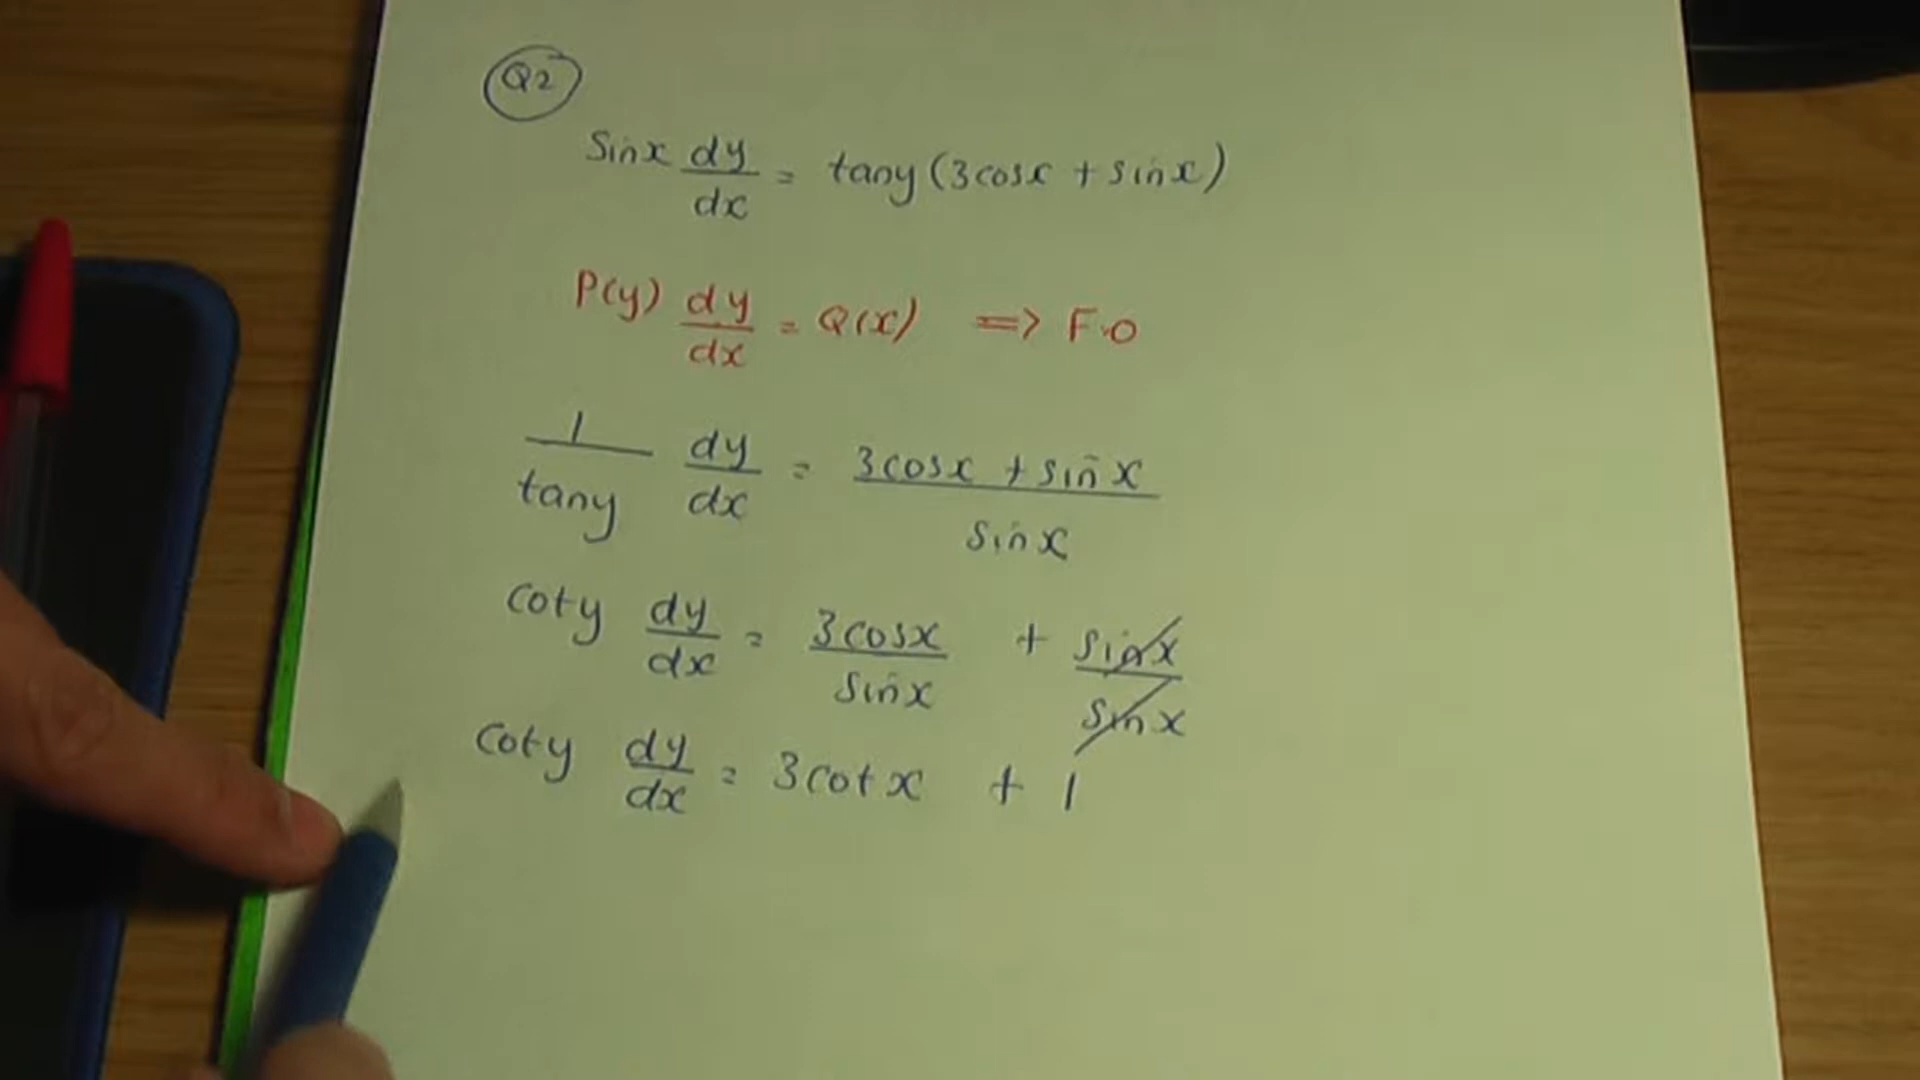 Q2
Sinx dy/dx = tany (3cosx + sinx)
P(y) dy/dx = Q(x) => F.O
1/tany dy/dx = 3cosx + sinx/sinx
Coty dy/dx = 3cosx/sinx + sinx/sinx
Coty dy/dx = 3cotx + 1